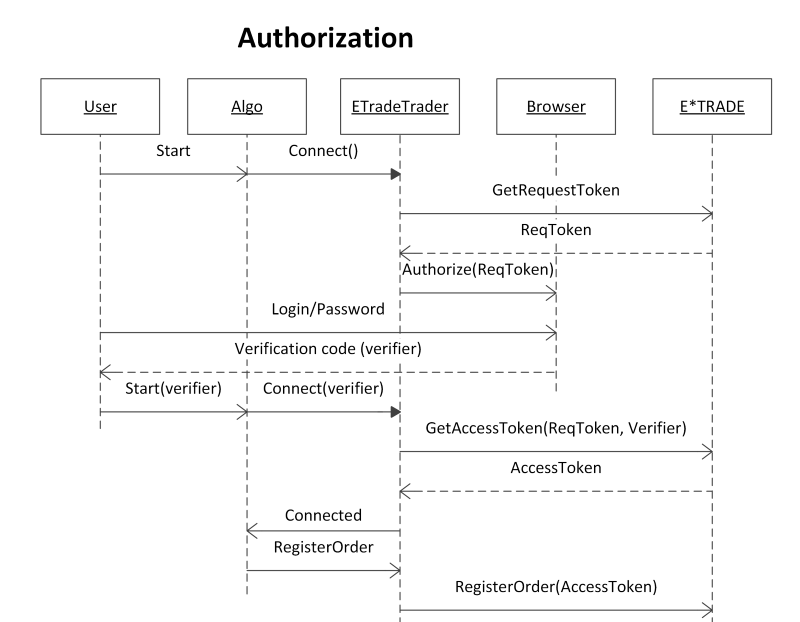 Authorization
User
Algo
ETradeTrader
Browser
E*TRADE
Start
Connect()
GetRequestToken
ReqToken
Authorize(ReqToken)
Login/Password
Verification code (verifier)
Start(verifier)
Connect(verifier)
GetAccessToken(ReqToken, Verifier)
AccessToken
Connected
RegisterOrder
RegisterOrder(AccessToken)